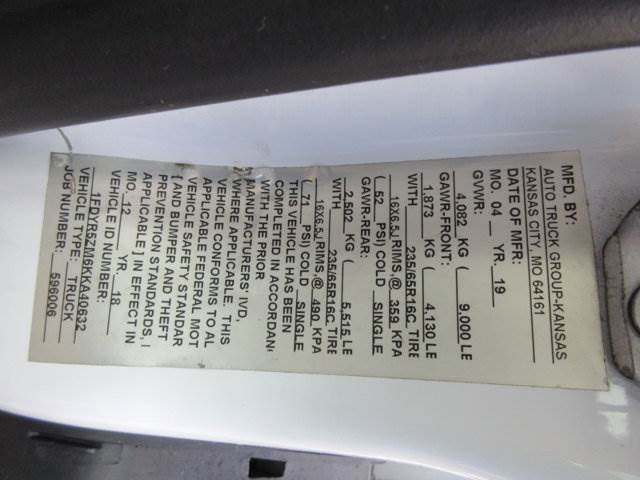 MFD. BY:
AUTO TRUCK GROUP-KANSAS
KANSAS CITY, MO 64161
DATE OF MFR:
MO. 04 YR. 19
GVWR:
4,082 KG ( 9,000 LE
GAWR-FRONT:
1,873 KG ( 4,130 LE
WITH 235/65R16C TIRE
16X6.5J RIMS @ 359 KPA
( 52 PSI) COLD SINGLE
GAWR-REAR:
2,502 KG ( 5,515 LE
WITH 235/65R16C TIRE
16X6.5J RIMS @ 490 KPA
( 71 PSI) COLD SINGLE
THIS VEHICLE HAS BEEN
COMPLETED IN ACCORDAN
WITH THE PRIOR
MANUFACTURERS' IVD,
WHERE APPLICABLE. THIS
VEHICLE CONFORMS TO AL
APPLICABLE FEDERAL MOT
VEHICLE SAFETY STANDAR
[ AND BUMPER AND THEFT
PREVENTION STANDARDS, I
APPLICABLE ] IN EFFECT IN
MO. 12 YR. 18
VEHICLE ID NUMBER:
1FDVR5ZM6KKA40632
VEHICLE TYPE: TRUCK
JOB NUMBER: 596006